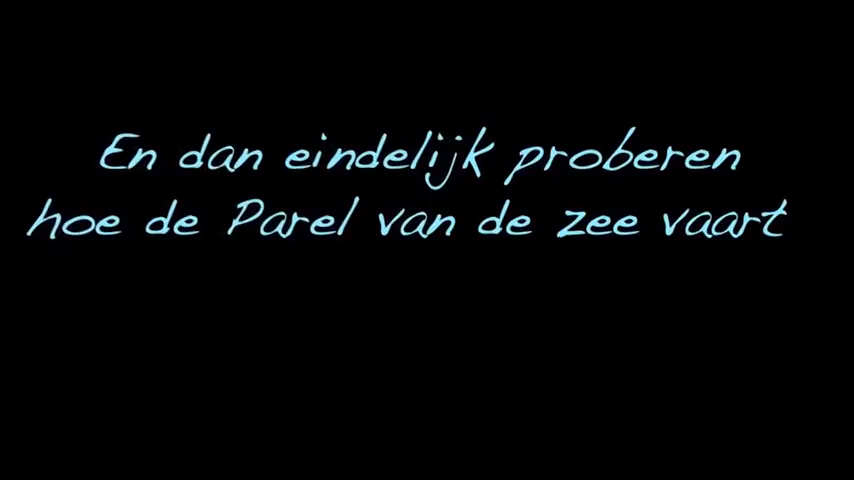 En dan eindelijk proberen
hoe de Parel van de zee vaart